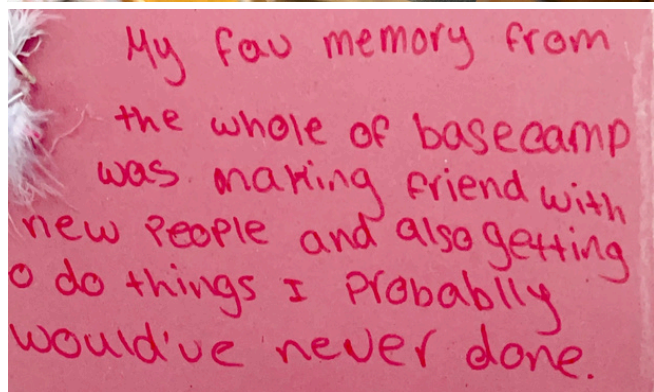 My fav memory from
the whole of basecamp
was making friend with
new people and also getting
o do things I probablly
would've never done.